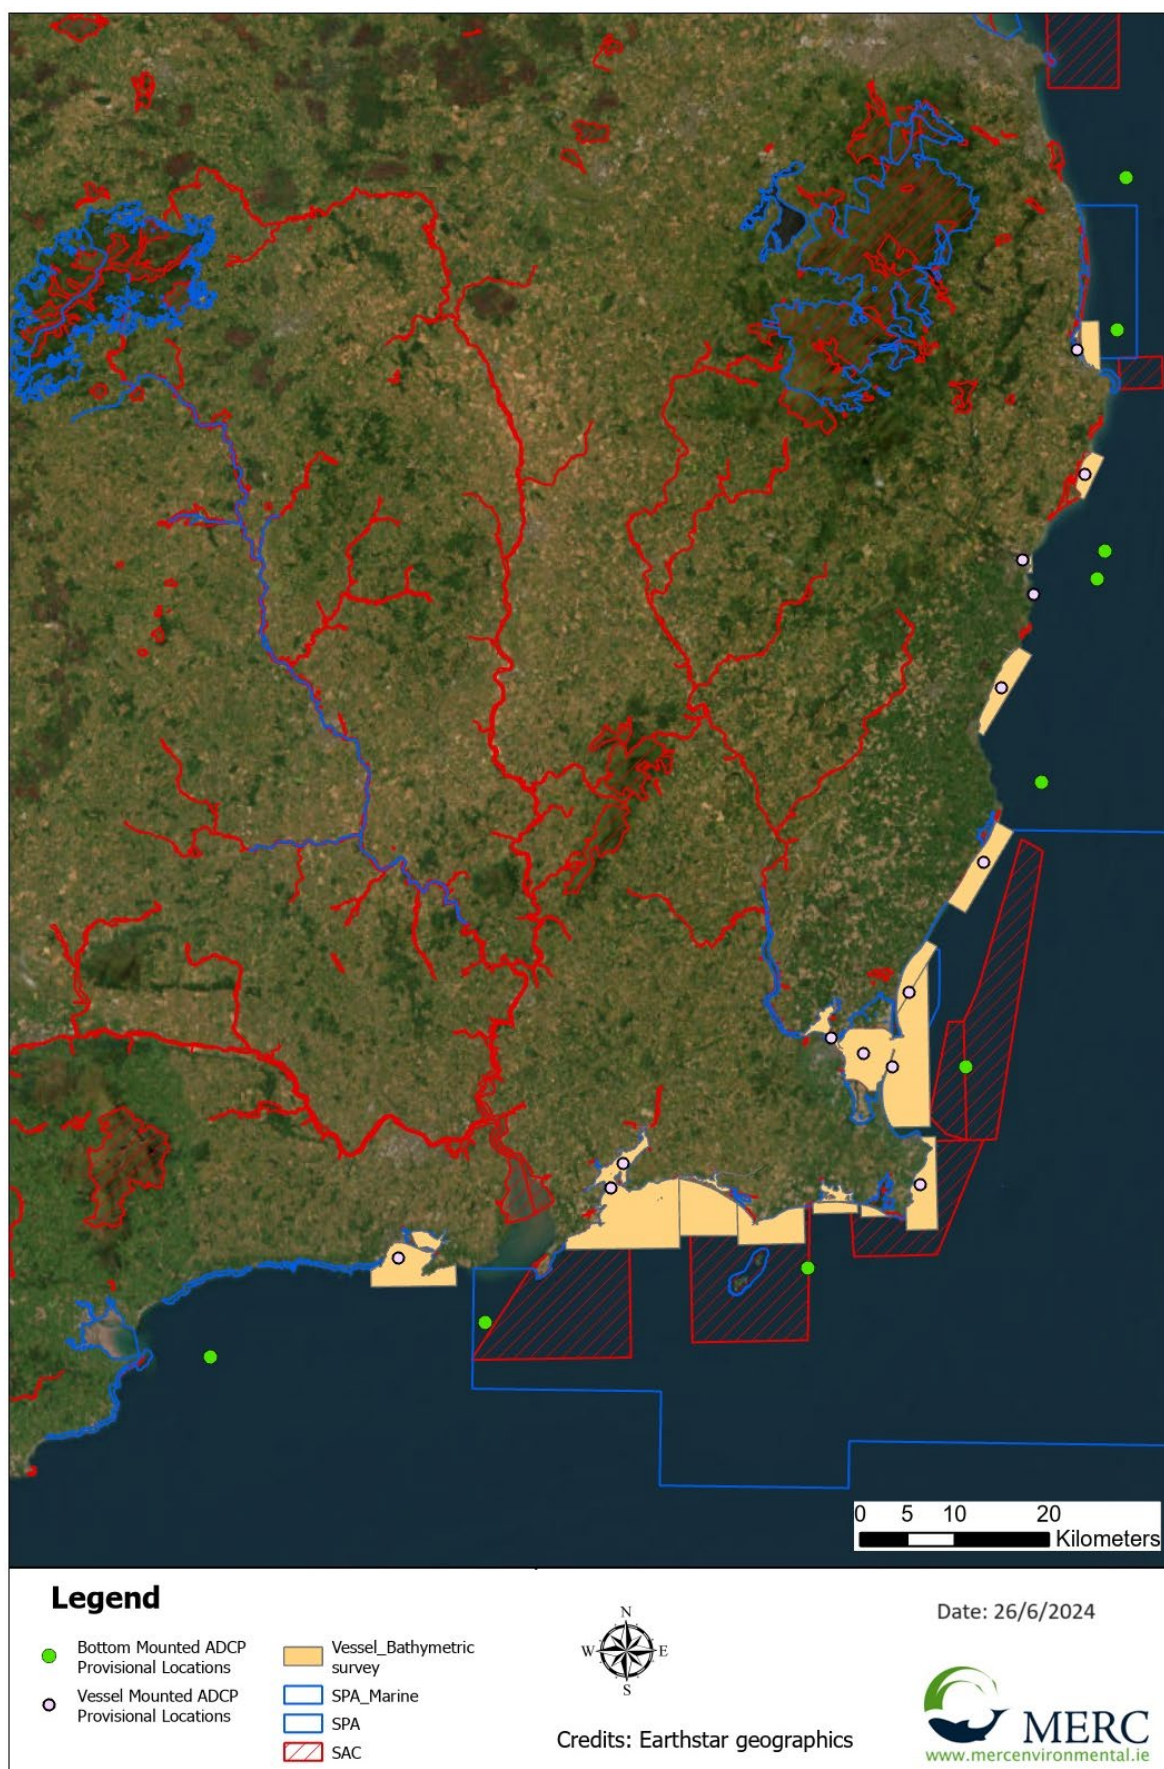 0 5 10 20
Kilometers
Legend
Bottom Mounted ADCP
Provisional Locations
Vessel Mounted ADCP
Provisional Locations
Vessel_Bathymetric
survey
SPA_Marine
SPA
SAC
N
W E
S
Credits: Earthstar geographics
Date: 26/6/2024
MERC
www.mercenvironmental.ie